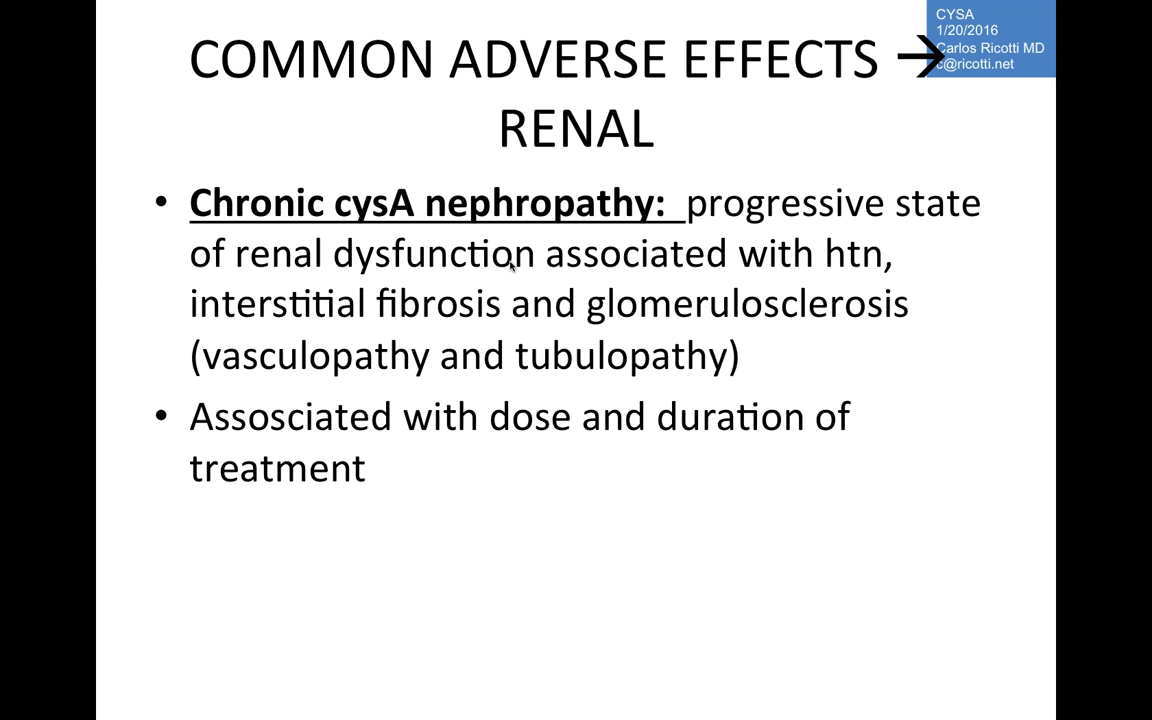 CYSA
1/20/2016
Carlos Ricotti MD
c@ricotti.net
COMMON ADVERSE EFFECTS →
RENAL
• Chronic cysA nephropathy: progressive state
of renal dysfunction associated with htn,
interstitial fibrosis and glomerulosclerosis
(vasculopathy and tubulopathy)
• Assosciated with dose and duration of
treatment